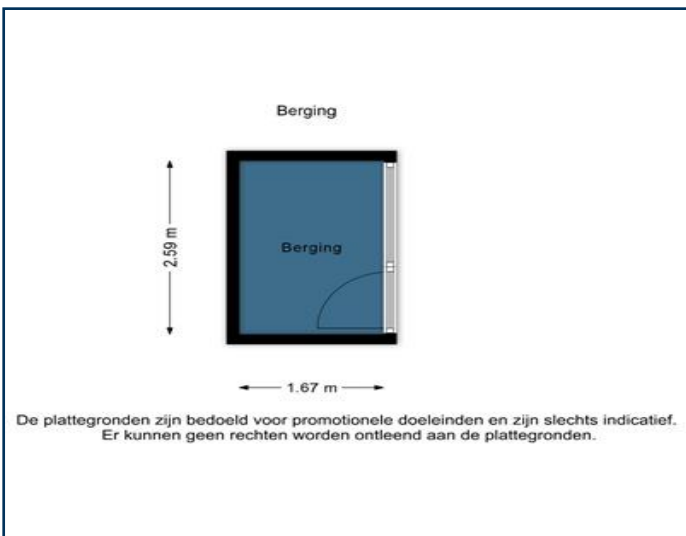 Berging
2.59 m
Berging
1.67 m
De plattegronden zijn bedoeld voor promotionele doeleinden en zijn slechts indicatief.
Er kunnen geen rechten worden ontleend aan de plattegronden.